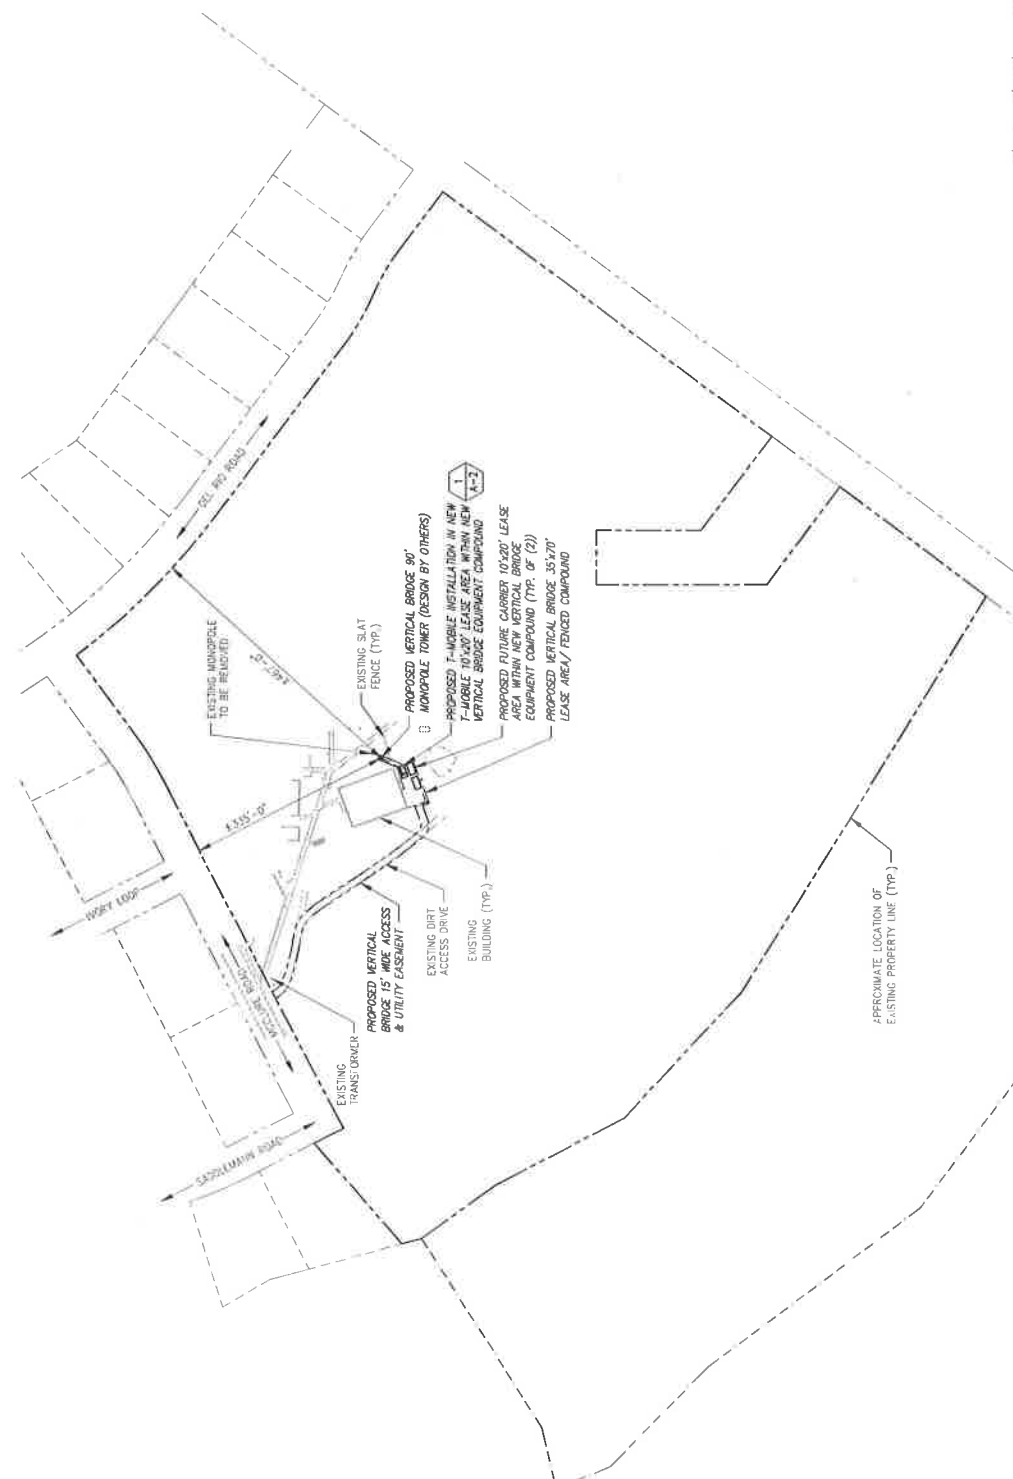 DEL RIO ROAD
EXISTING MONOPOLE
TO BE REMOVED
±467'-0"
±335'-0"
EXISTING SLAT
FENCE (TYP.)
PROPOSED VERTICAL BRIDGE 90'
MONOPOLE TOWER (DESIGN BY OTHERS)
1
A-2
PROPOSED T-MOBILE INSTALLATION IN NEW
T-MOBILE 10'x20' LEASE AREA WITHIN NEW
VERTICAL BRIDGE EQUIPMENT COMPOUND
PROPOSED FUTURE CARRIER 10'x20' LEASE
AREA WITHIN NEW VERTICAL BRIDGE
EQUIPMENT COMPOUND (TYP. OF (2))
PROPOSED VERTICAL BRIDGE 35'x70'
LEASE AREA/ FENCED COMPOUND
IVORY LOOP
MCCLURE ROAD
PROPOSED VERTICAL
BRIDGE 15' WIDE ACCESS
& UTILITY EASEMENT
EXISTING DIRT
ACCESS DRIVE
EXISTING
BUILDING (TYP.)
EXISTING
TRANSFORMER
SADDLEMANN ROAD
APPROXIMATE LOCATION OF
EXISTING PROPERTY LINE (TYP.)